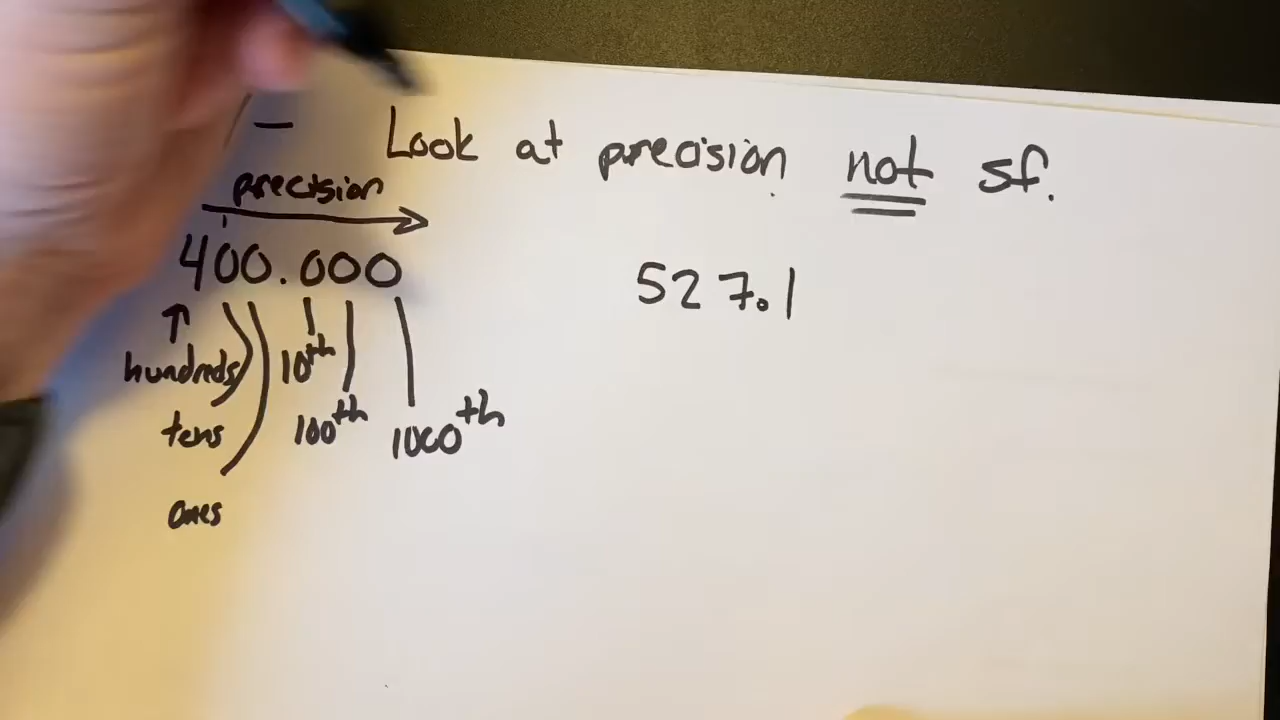 – Look at precision not sf.
precision
400.000
527.1
hundreds 10th
tens 100th 1000th
ones